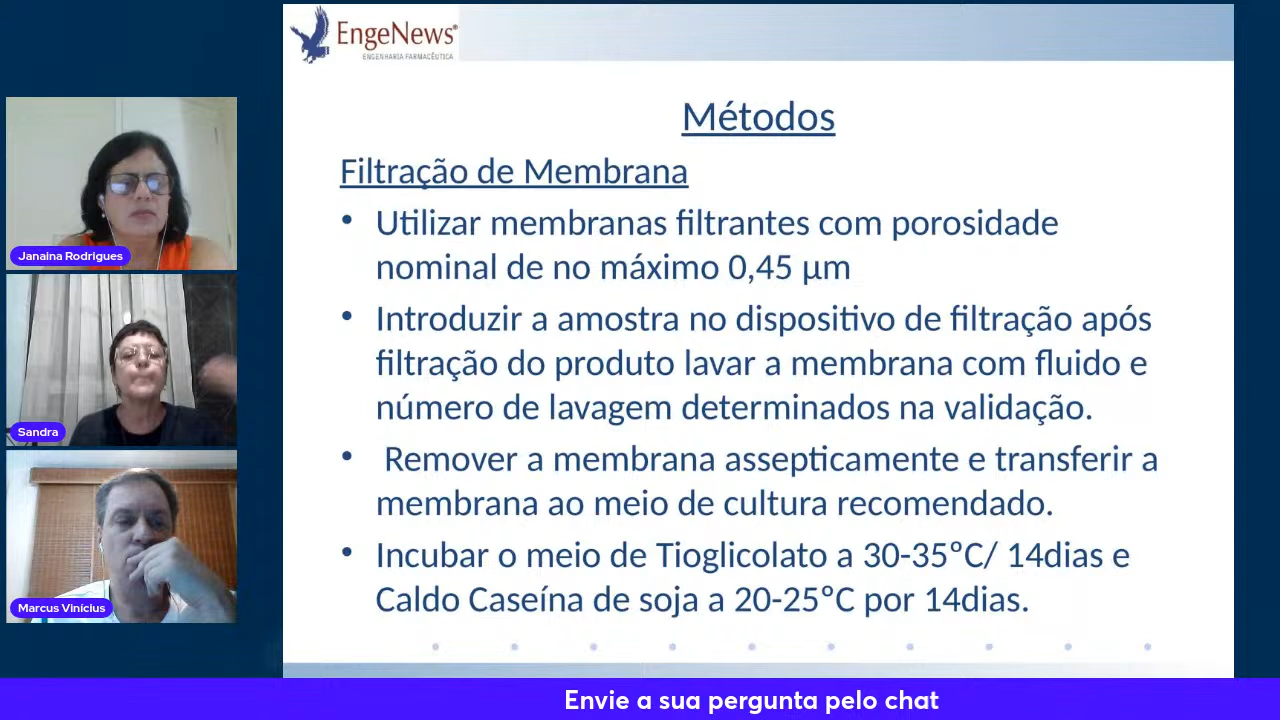 EngeNews®
ENGENHARIA FARMACÊUTICA
Métodos
Filtração de Membrana
• Utilizar membranas filtrantes com porosidade
nominal de no máximo 0,45 µm
• Introduzir a amostra no dispositivo de filtração após
filtração do produto lavar a membrana com fluido e
número de lavagem determinados na validação.
• Remover a membrana assepticamente e transferir a
membrana ao meio de cultura recomendado.
• Incubar o meio de Tioglicolato a 30-35°C/ 14dias e
Caldo Caseína de soja a 20-25°C por 14dias.
Janaina Rodrigues
Sandra
Marcus Vinícius
Envie a sua pergunta pelo chat